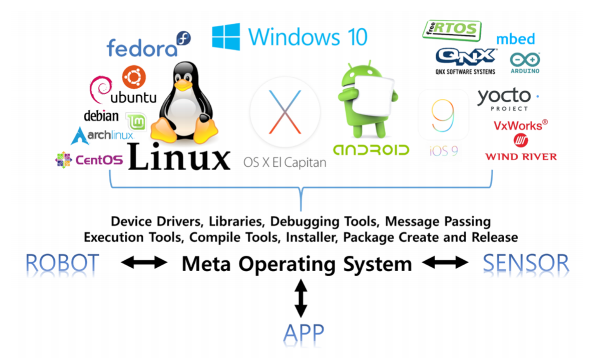 fedora
Windows 10
free RTOS
mbed
QNX
QNX SOFTWARE SYSTEMS
ARDUINO
ubuntu
debian
archlinux
CentOS
Linux
X
OS X El Capitan
ANDROID
9
iOS 9
yocto
PROJECT
VxWorks®
WIND RIVER
Device Drivers, Libraries, Debugging Tools, Message Passing
Execution Tools, Compile Tools, Installer, Package Create and Release
ROBOT Meta Operating System SENSOR
APP